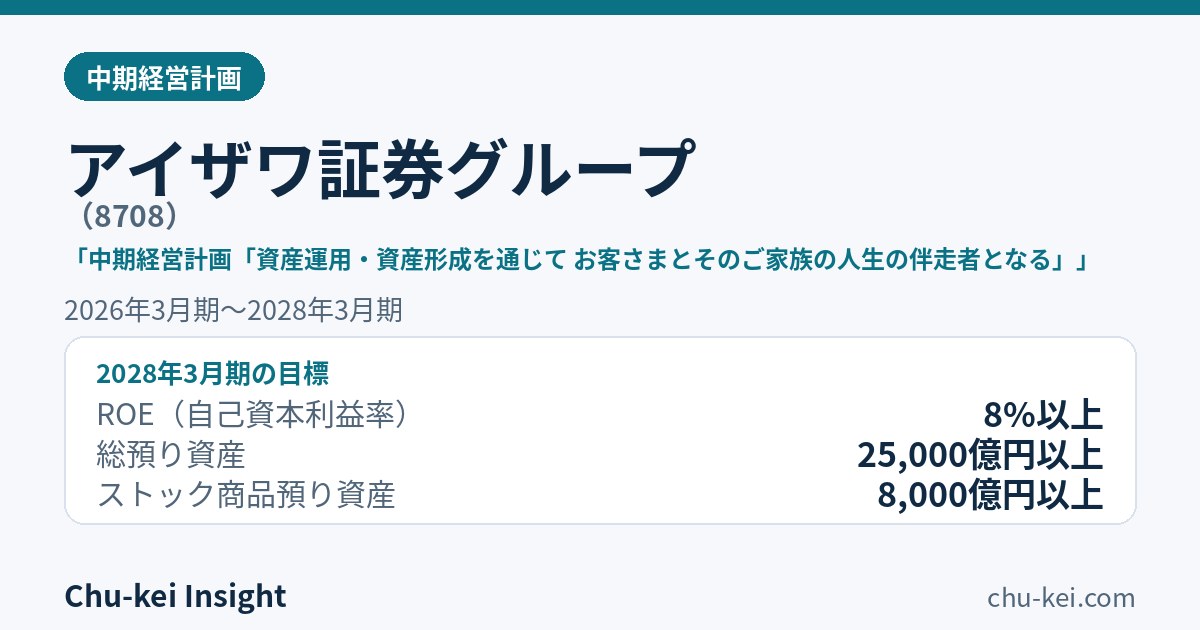 中期経営計画
アイザワ証券グループ
（8708）
「中期経営計画「資産運用・資産形成を通じて お客さまとそのご家族の人生の伴走者となる」」
2026年3月期～2028年3月期
2028年3月期の目標
ROE（自己資本利益率） 8%以上
総預り資産 25,000億円以上
ストック商品預り資産 8,000億円以上
Chu-kei Insight chu-kei.com